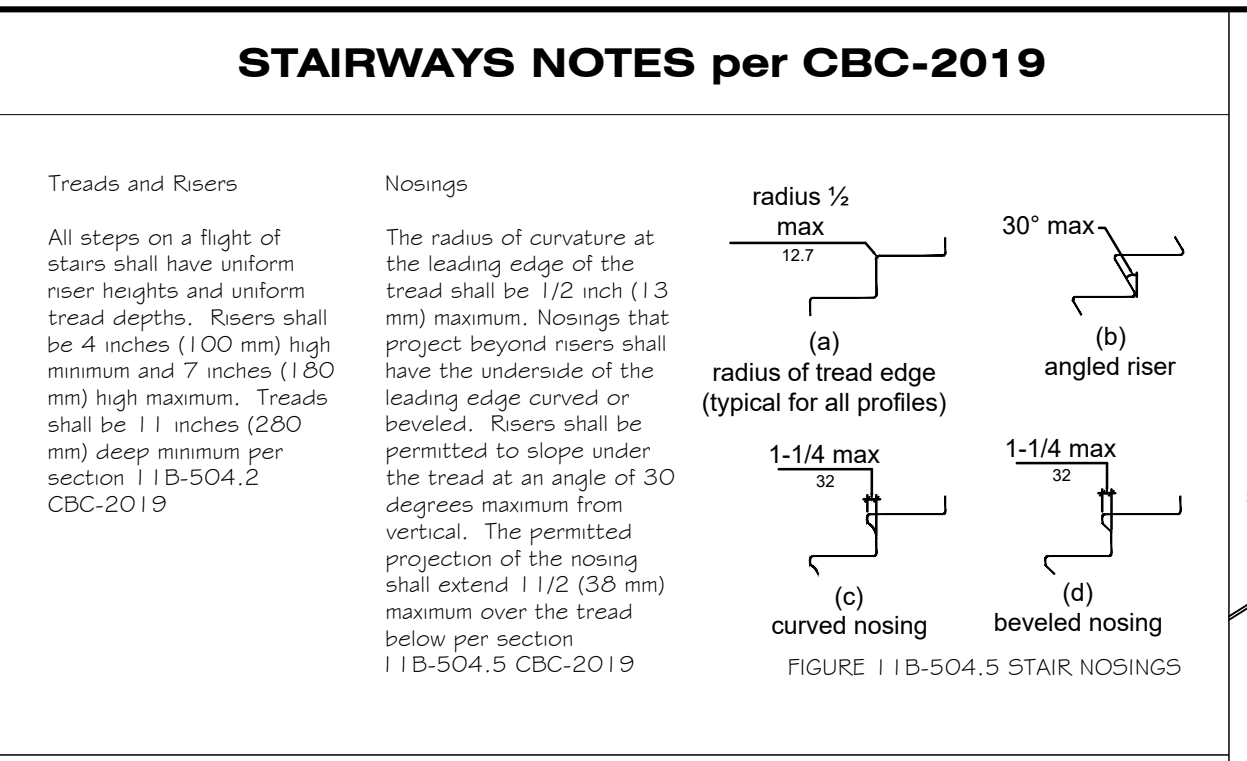 STAIRWAYS NOTES per CBC-2019
Treads and Risers
All steps on a flight of
stairs shall have uniform
riser heights and uniform
tread depths. Risers shall
be 4 inches (100 mm) high
minimum and 7 inches (180
mm) high maximum. Treads
shall be 11 inches (280
mm) deep minimum per
section 11B-504.2
CBC-2019
Nosings
The radius of curvature at
the leading edge of the
tread shall be 1/2 inch (13
mm) maximum. Nosings that
project beyond risers shall
have the underside of the
leading edge curved or
beveled. Risers shall be
permitted to slope under
the tread at an angle of 30
degrees maximum from
vertical. The permitted
projection of the nosing
shall extend 1 1/2 (38 mm)
maximum over the tread
below per section
11B-504.5 CBC-2019
radius ½
max
12.7
(a)
radius of tread edge
(typical for all profiles)
30° max
(b)
angled riser
1-1/4 max
32
(c)
curved nosing
1-1/4 max
32
(d)
beveled nosing
FIGURE 11B-504.5 STAIR NOSINGS